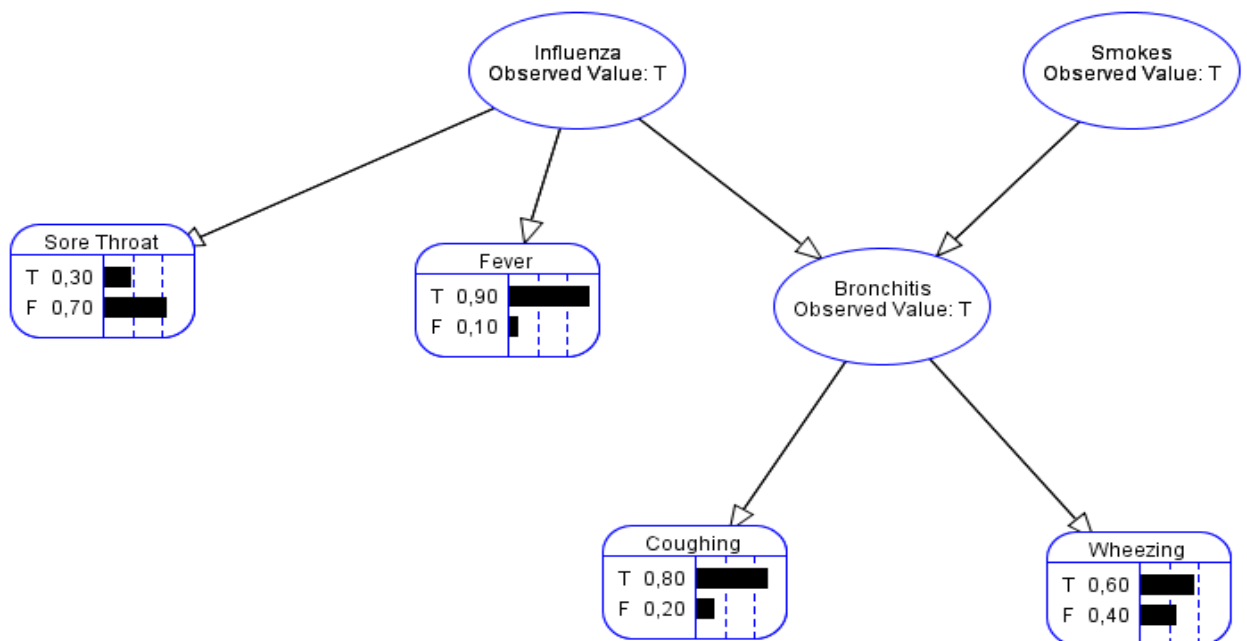 Influenza
Observed Value: T
Smokes
Observed Value: T
Sore Throat
T 0,30
F 0,70
Fever
T 0,90
F 0,10
Bronchitis
Observed Value: T
Coughing
T 0,80
F 0,20
Wheezing
T 0,60
F 0,40